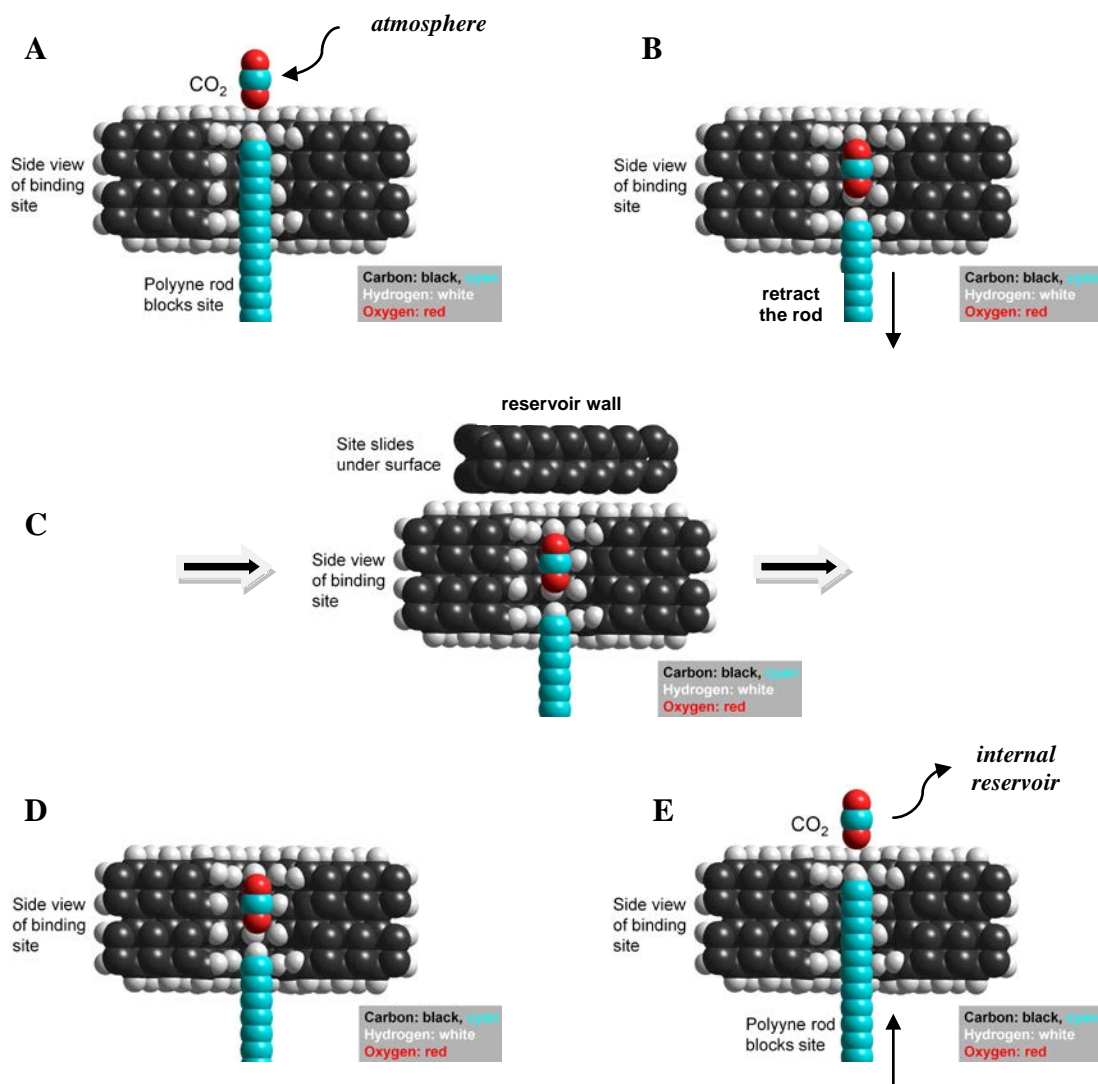 A
atmosphere
CO2
Side view
of binding
site
Polyyne rod
blocks site
Carbon: black, cyan
Hydrogen: white
Oxygen: red
B
Side view
of binding
site
retract
the rod
Carbon: black, cyan
Hydrogen: white
Oxygen: red
C
reservoir wall
Site slides
under surface
Side view
of binding
site
Carbon: black, cyan
Hydrogen: white
Oxygen: red
D
Side view
of binding
site
Carbon: black, cyan
Hydrogen: white
Oxygen: red
E
internal
reservoir
CO2
Side view
of binding
site
Polyyne rod
blocks site
Carbon: black, cyan
Hydrogen: white
Oxygen: red